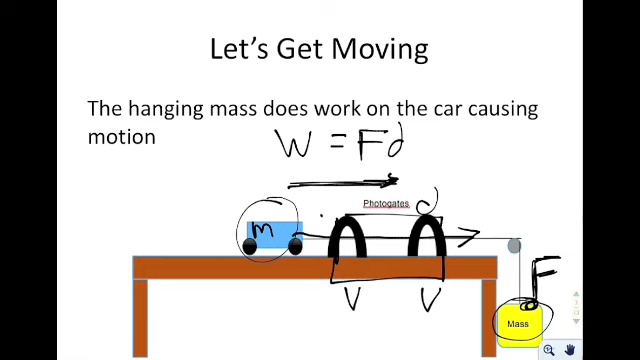 Let's Get Moving
The hanging mass does work on the car causing
motion
W = Fd
Photogates
d
m
F
V V
Mass